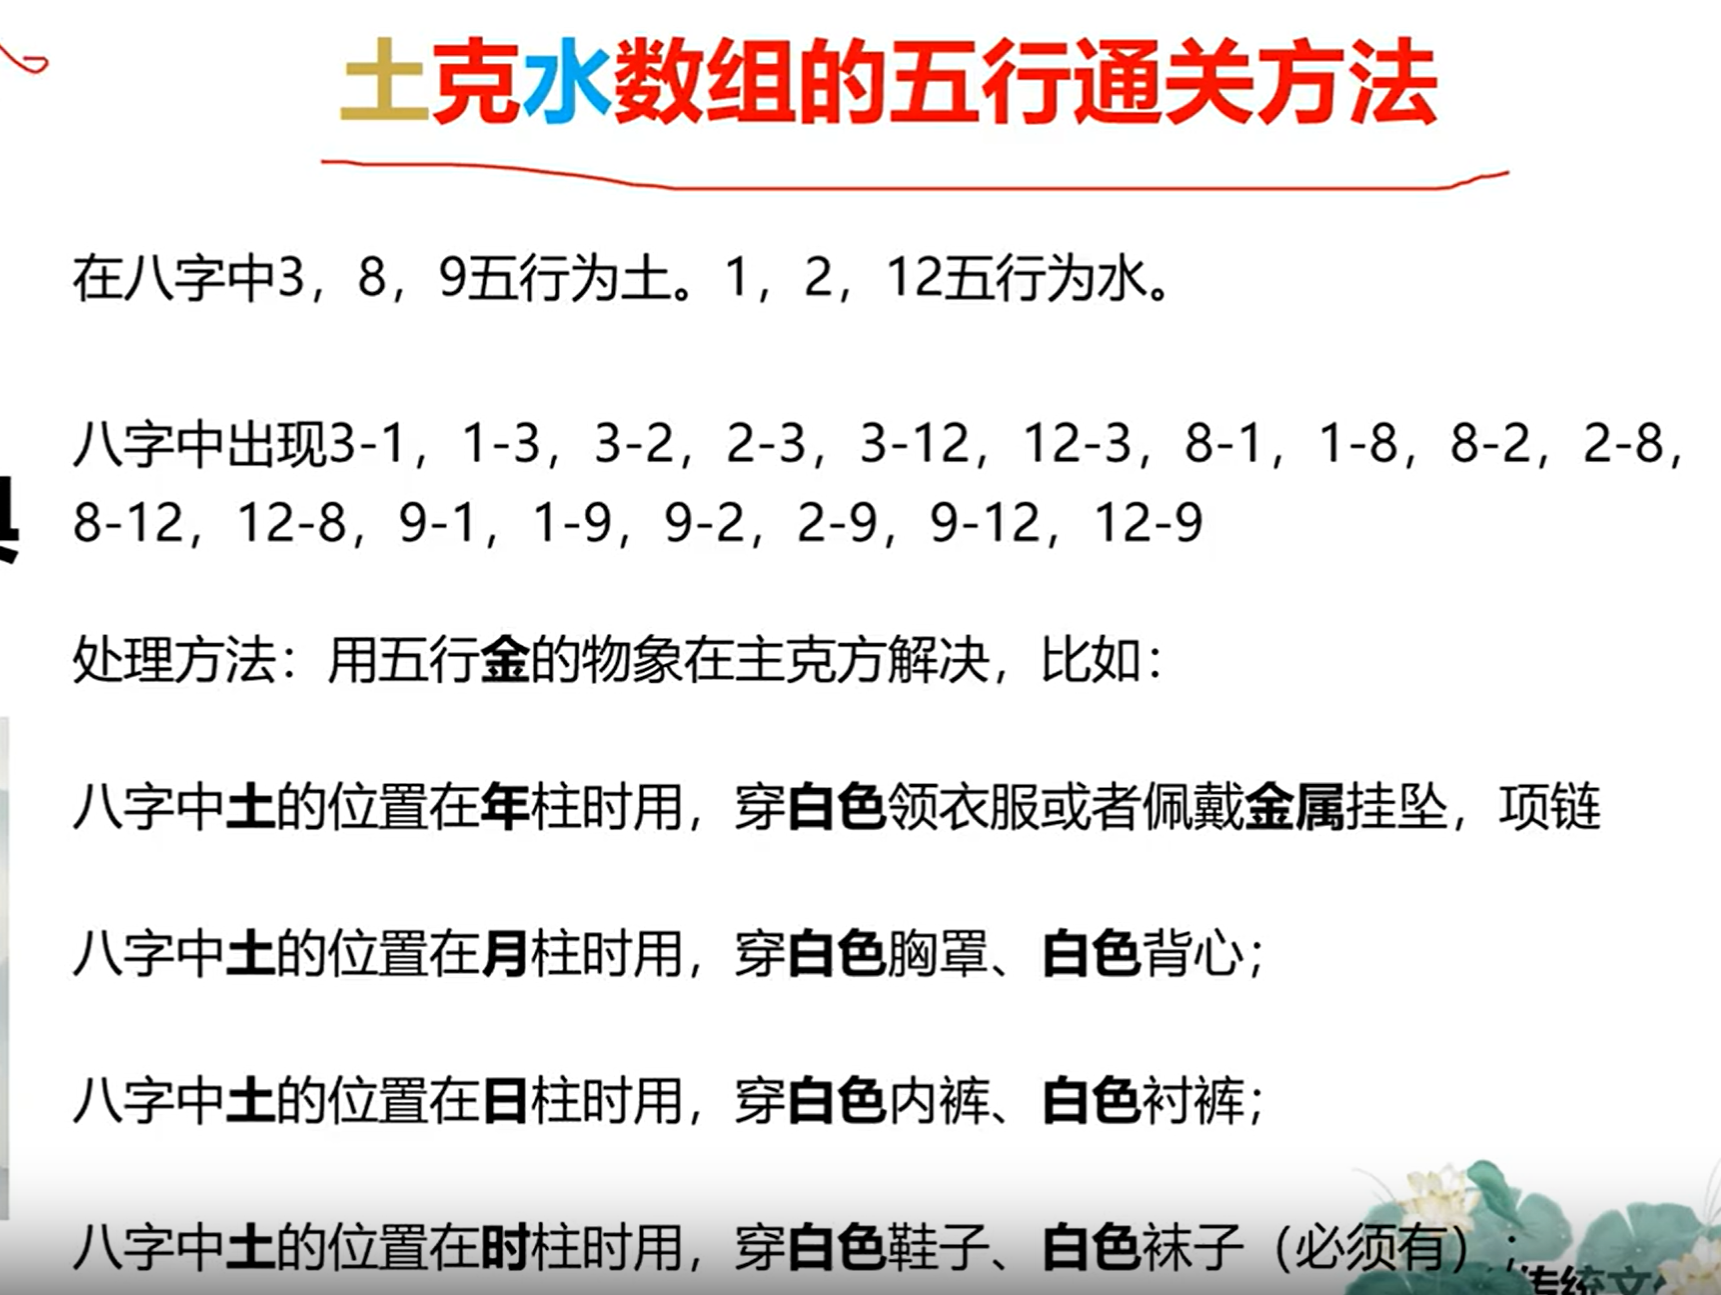 土克水数组的五行通关方法
在八字中3，8，9五行为土。1，2，12五行为水。
八字中出现3-1，1-3，3-2，2-3，3-12，12-3，8-1，1-8，8-2，2-8，
8-12，12-8，9-1，1-9，9-2，2-9，9-12，12-9
处理方法：用五行金的物象在主克方解决，比如：
八字中土的位置在年柱时用，穿白色领衣服或者佩戴金属挂坠，项链
八字中土的位置在月柱时用，穿白色胸罩、白色背心；
八字中土的位置在日柱时用，穿白色内裤、白色衬裤；
八字中土的位置在时柱时用，穿白色鞋子、白色袜子（必须有）；
传统文